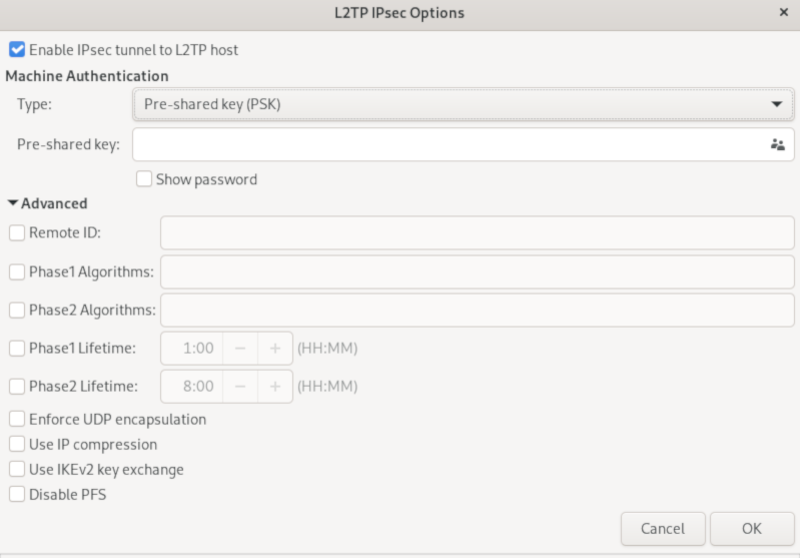 L2TP IPsec Options
Enable IPsec tunnel to L2TP host
Machine Authentication
Type: Pre-shared key (PSK)
Pre-shared key:
Show password
Advanced
Remote ID:
Phase1 Algorithms:
Phase2 Algorithms:
Phase1 Lifetime: 1:00 − + (HH:MM)
Phase2 Lifetime: 8:00 − + (HH:MM)
Enforce UDP encapsulation
Use IP compression
Use IKEv2 key exchange
Disable PFS
Cancel OK